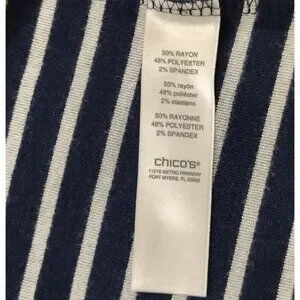 50% RAYON
48% POLYESTER
2% SPANDEX
50% rayón
48% poliéster
2% elastano
50% RAYONNE
48% POLYESTER
2% SPANDEX
chico's®
11215 METRO PARKWAY
FORT MYERS, FL 33966